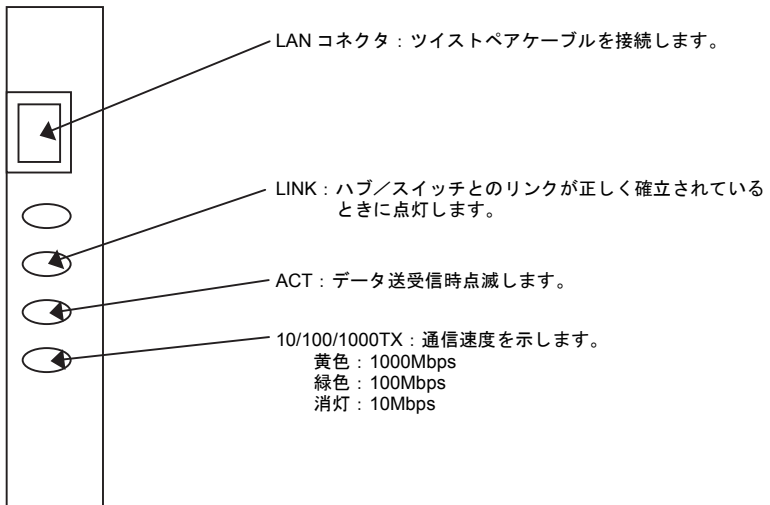 LAN コネクタ：ツイストペアケーブルを接続します。
LINK：ハブ／スイッチとのリンクが正しく確立されている
ときに点灯します。
ACT：データ送受信時点滅します。
10/100/1000TX：通信速度を示します。
黄色：1000Mbps
緑色：100Mbps
消灯：10Mbps